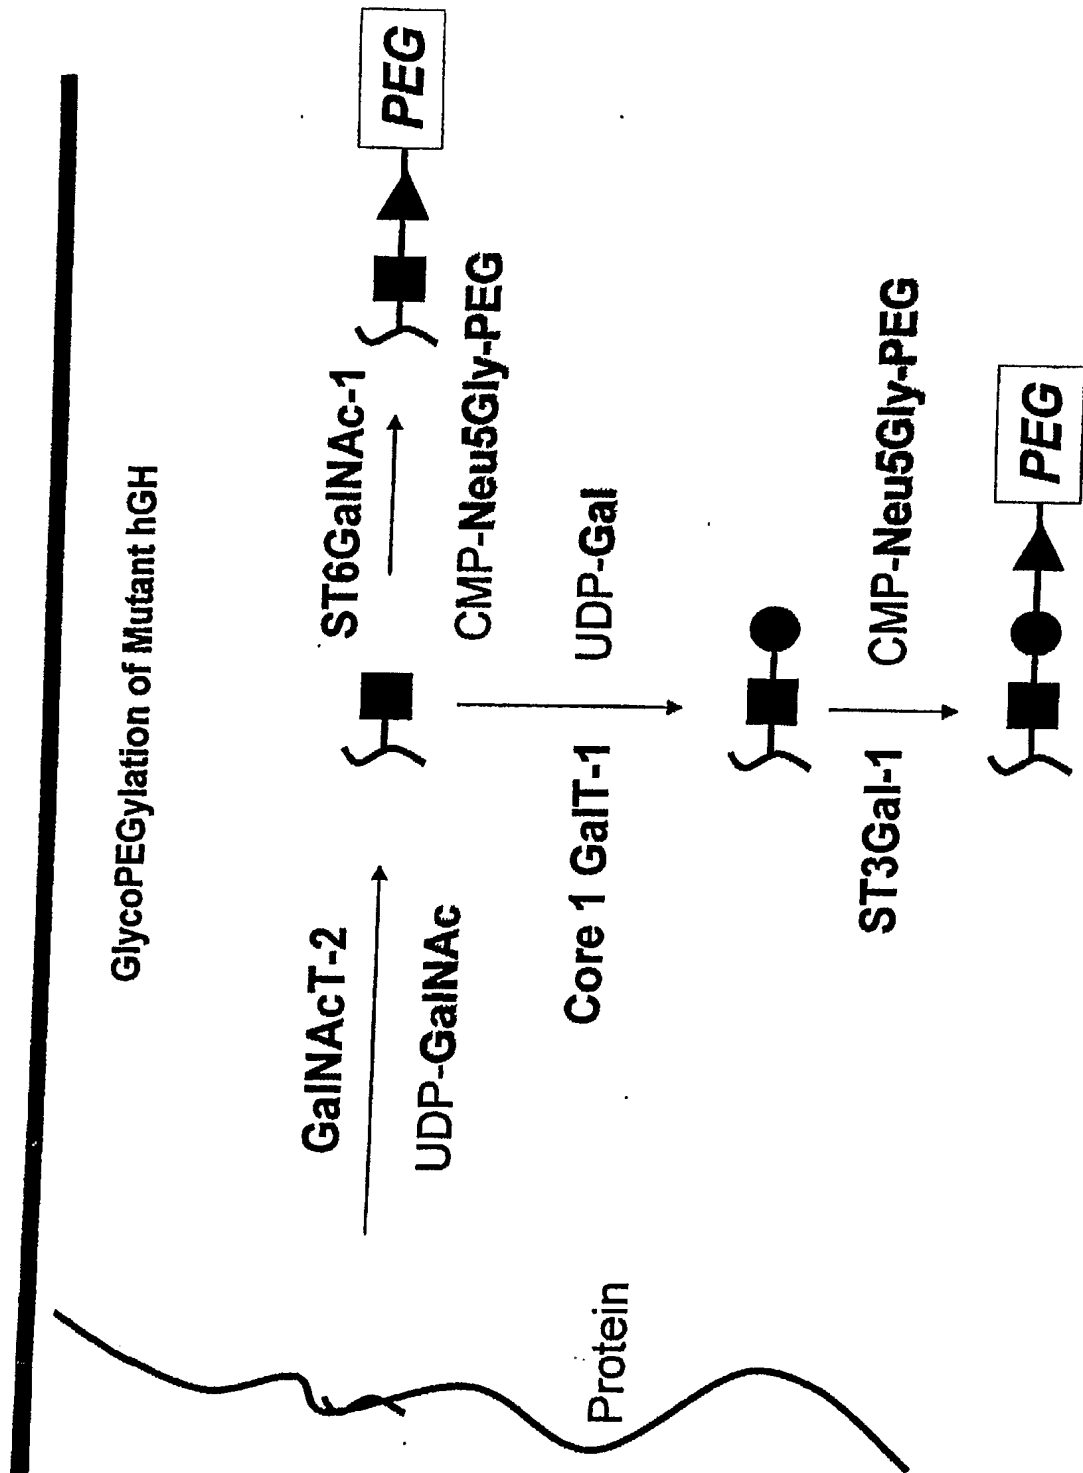 GlycoPEGylation of Mutant hGH
GalNAcT-2
UDP-GalNAc
ST6GalNAc-1
CMP-Neu5Gly-PEG
PEG
Core 1 GalT-1
UDP-Gal
Protein
ST3Gal-1
CMP-Neu5Gly-PEG
PEG